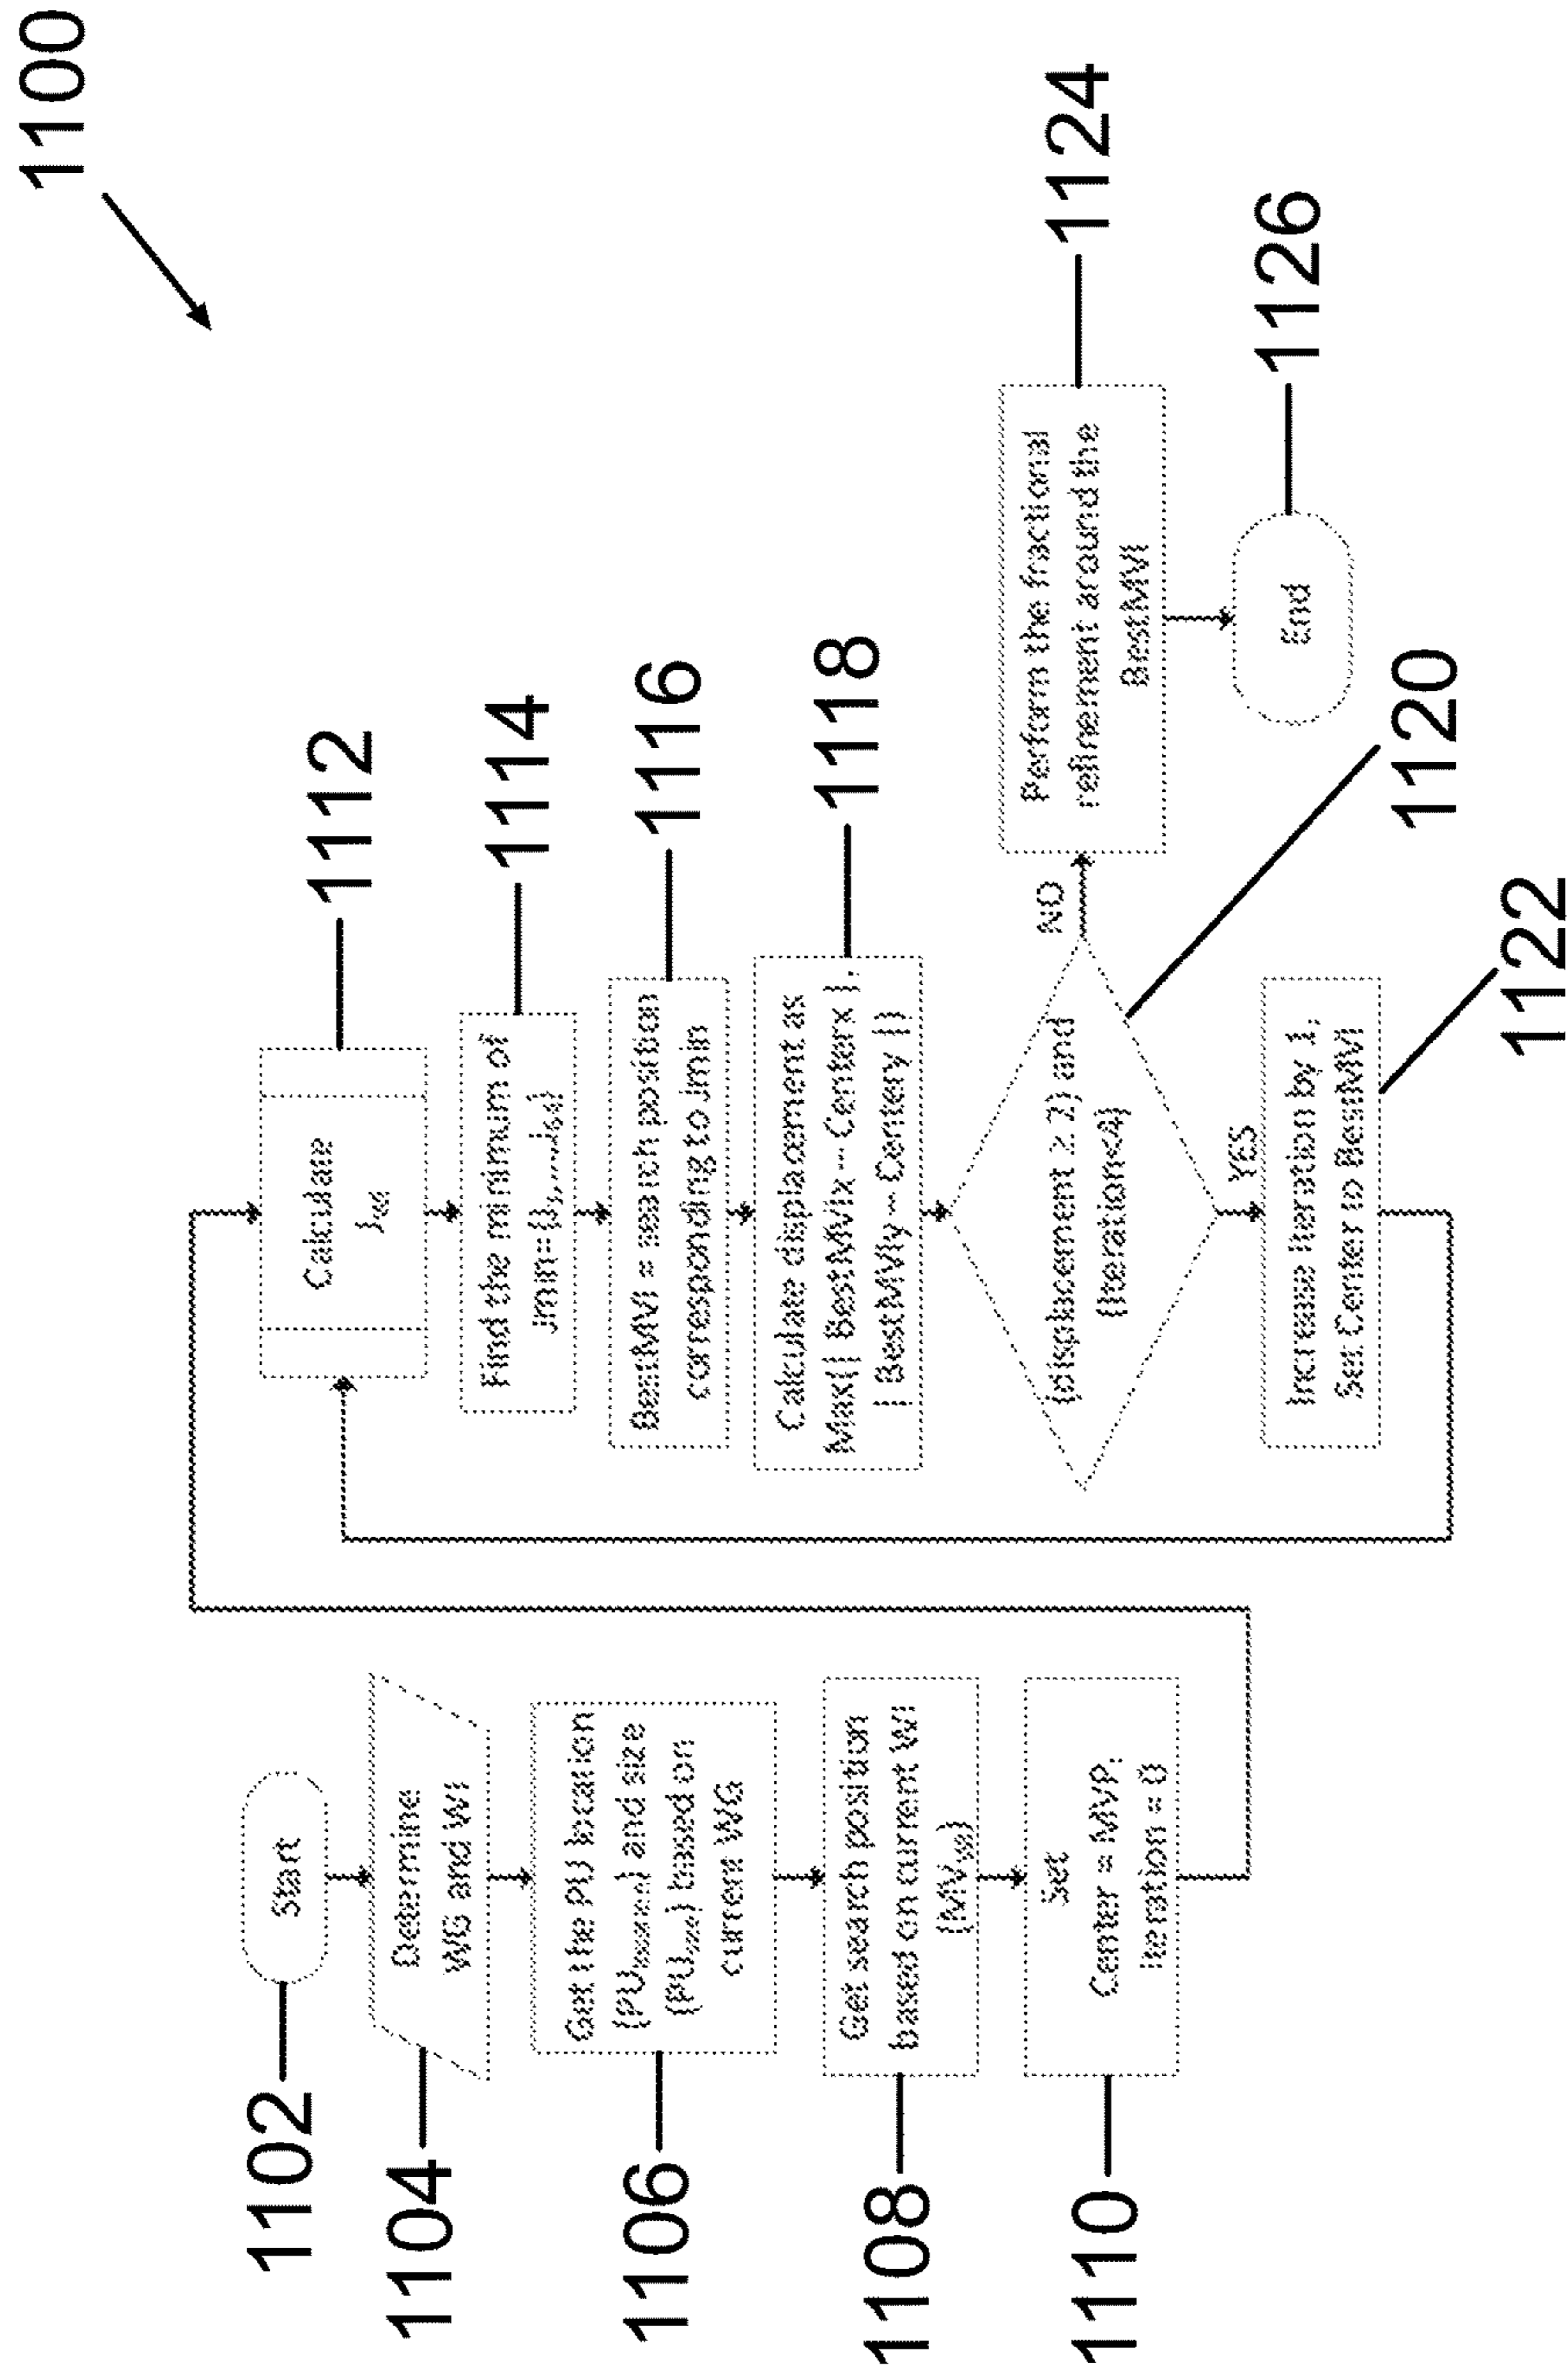 1100
1102
Start
1104
Determine
WG and WI
1106
Get the PU location
and size
based on
current WG
1108
Get search position
based on current WI
1110
Set
Center = MVP,
Iteration = 0
1112
Calculate
1114
Find the minimum of
1116
BestMVI = search position
corresponding to Jmin
1118
Calculate displacement as
Max(| BestMVIx - Centerx |,
| BestMVIy - Centery |)
1120
(displacement ≥ 2) and
(Iteration<4)
NO
YES
1122
Increase Iteration by 1,
Set Center to BestMVI
1124
Perform the fractional
refinement around the
BestMVI
1126
End